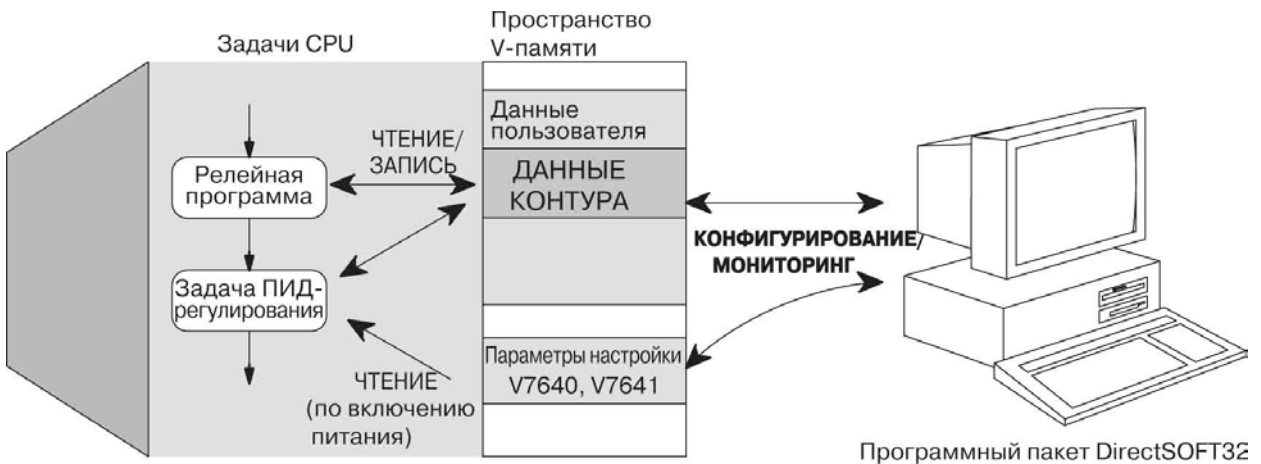 Задачи CPU
Пространство
V-памяти
Данные
пользователя
ЧТЕНИЕ/
ЗАПИСЬ
Релейная
программа
ДАННЫЕ
КОНТУРА
КОНФИГУРИРОВАНИЕ/
МОНИТОРИНГ
Задача ПИД-
регулирования
Параметры настройки
V7640, V7641
ЧТЕНИЕ
(по включению
питания)
Программный пакет DirectSOFT32